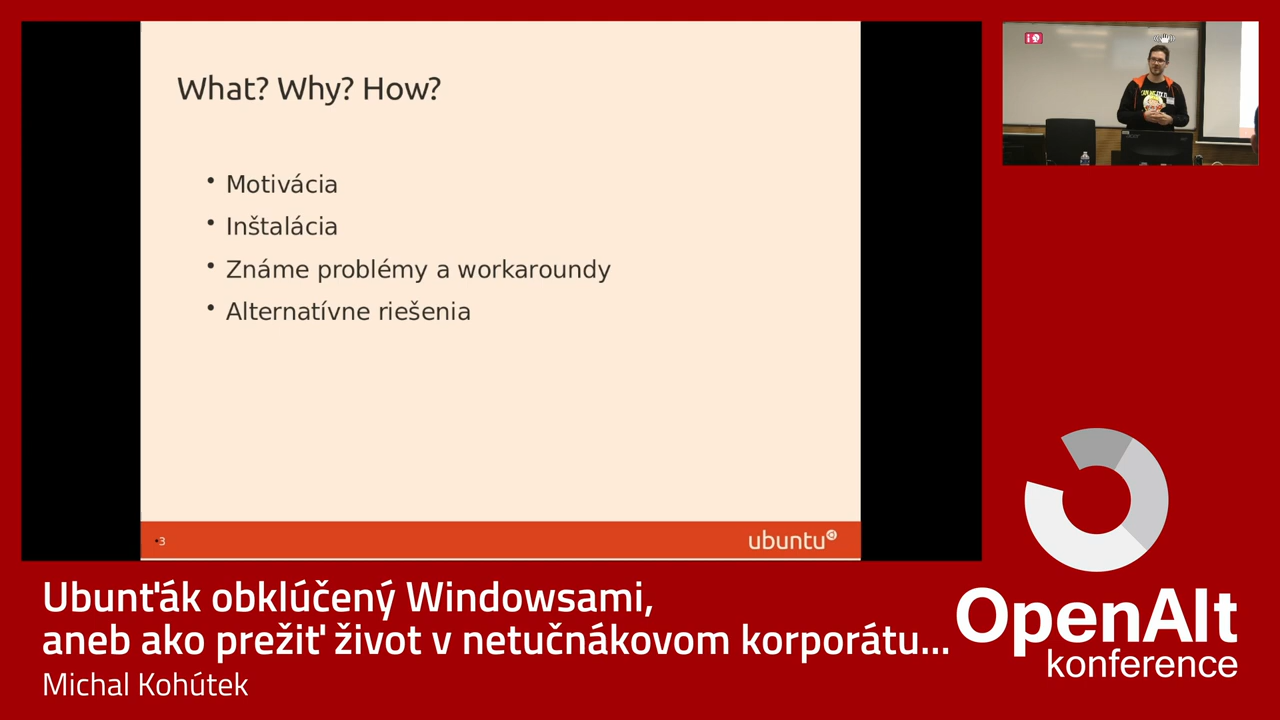 What? Why? How?
• Motivácia
• Inštalácia
• Známe problémy a workaroundy
• Alternatívne riešenia
•3
ubuntu
Ubunťák obklúčený Windowsami,
aneb ako prežiť život v netučnákovom korporátu...
Michal Kohútek
OpenAlt
konference